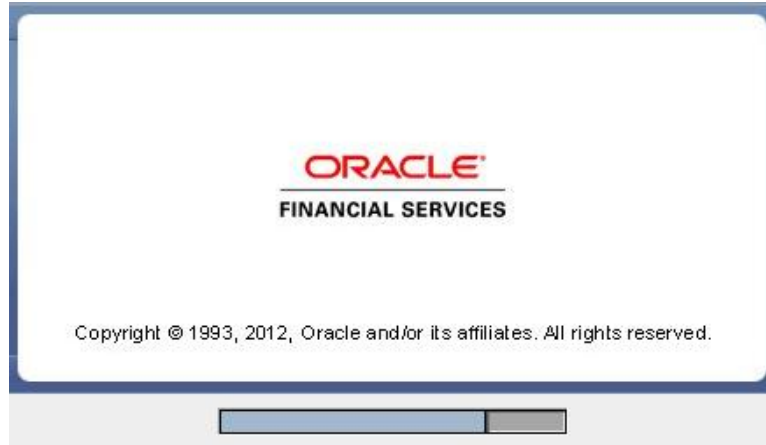 ORACLE
FINANCIAL SERVICES
Copyright © 1993, 2012, Oracle and/or its affiliates. All rights reserved.